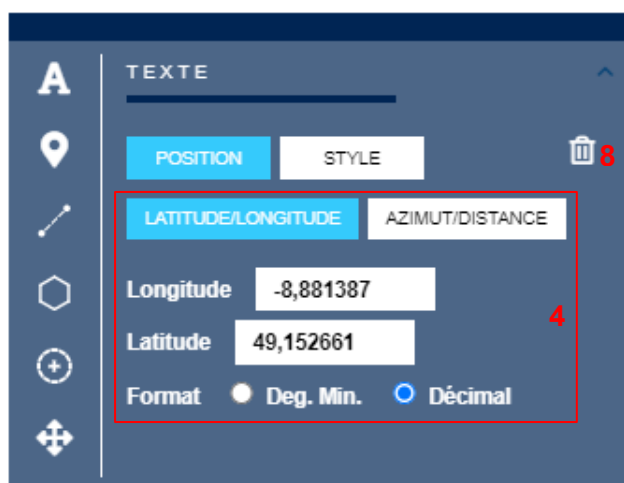 A
TEXTE
POSITION STYLE
8
LATITUDE/LONGITUDE AZIMUT/DISTANCE
Longitude -8,881387
4
Latitude 49,152661
Format Deg. Min. Décimal